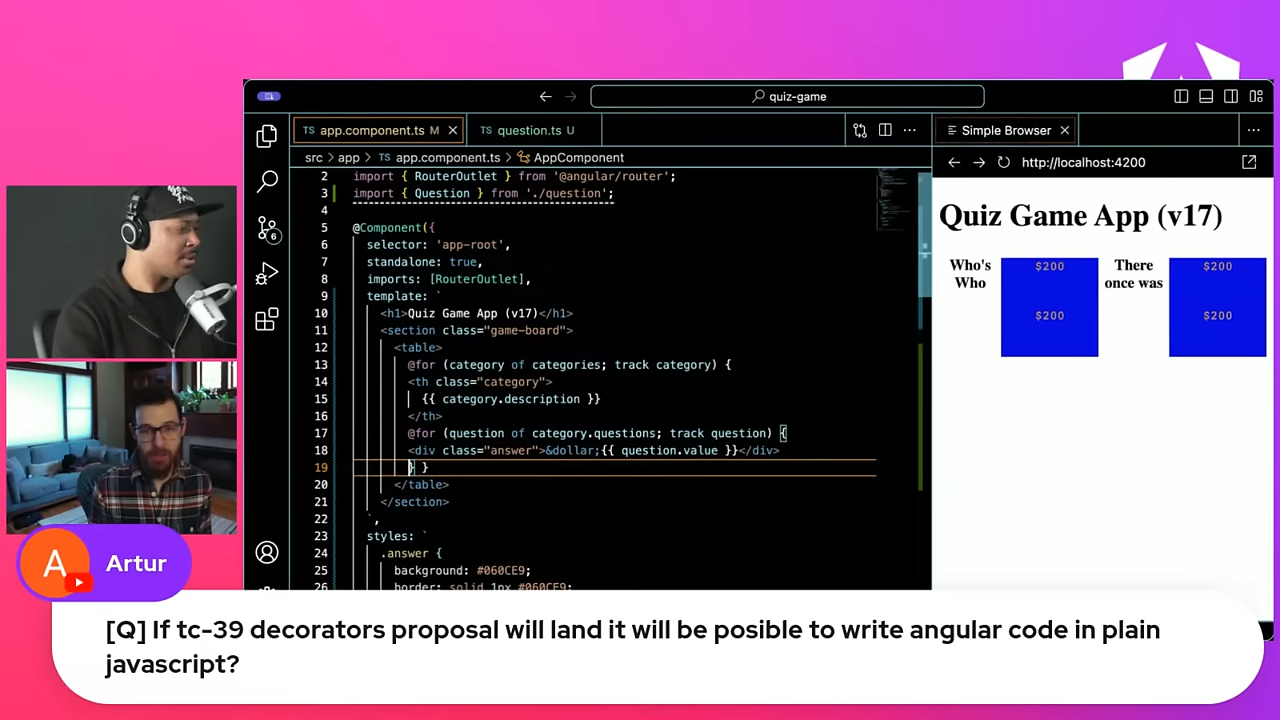 quiz-game
TS app.component.ts M
TS question.ts U
Simple Browser
src > app > TS app.component.ts > AppComponent
http://localhost:4200
2 import { RouterOutlet } from '@angular/router';
3 import { Question } from './question';
4
5 @Component({
6 selector: 'app-root',
7 standalone: true,
8 imports: [RouterOutlet],
9 template: `
10 <h1>Quiz Game App (v17)</h1>
11 <section class="game-board">
12 <table>
13 @for (category of categories; track category) {
14 <th class="category">
15 {{ category.description }}
16 </th>
17 @for (question of category.questions; track question) {
18 <div class="answer">&dollar;{{ question.value }}</div>
19 } }
20 </table>
21 </section>
22 `,
23 styles: `
24 .answer {
25 background: #060CE9;
26 border: solid 1px #060CE9;
6
Quiz Game App (v17)
Who's Who
$200
$200
There once was
$200
$200
A
Artur
[Q] If tc-39 decorators proposal will land it will be posible to write angular code in plain
javascript?